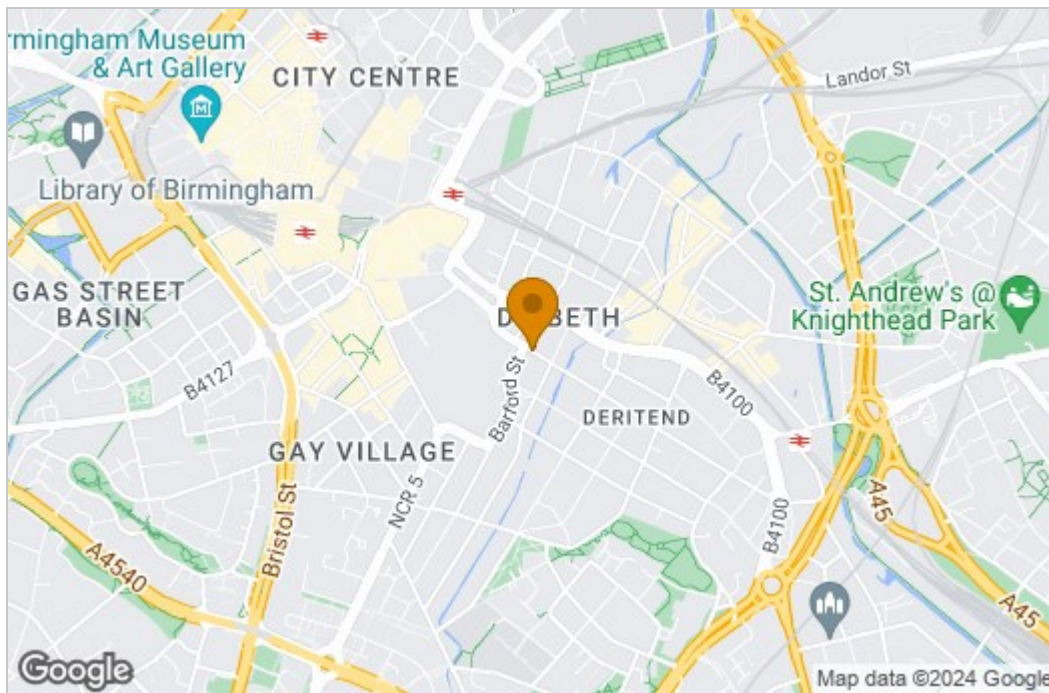 rmingham Museum
& Art Gallery
CITY CENTRE
Landor St
Library of Birmingham
GAS STREET
BASIN
St. Andrew's @
Knighthead Park
B4127
Barford St
B4100
DERITEND
GAY VILLAGE
NCR 5
Bristol St
A4540
B4100
A45
A45
Google
Map data ©2024 Google